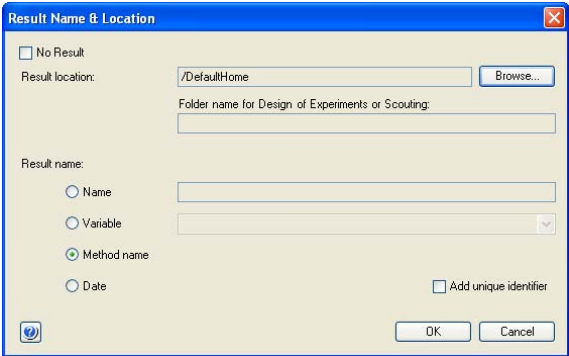 Result Name & Location
No Result
Result location:
/DefaultHome
Browse...
Folder name for Design of Experiments or Scouting:
Result name:
Name
Variable
Method name
Date
Add unique identifier
OK
Cancel